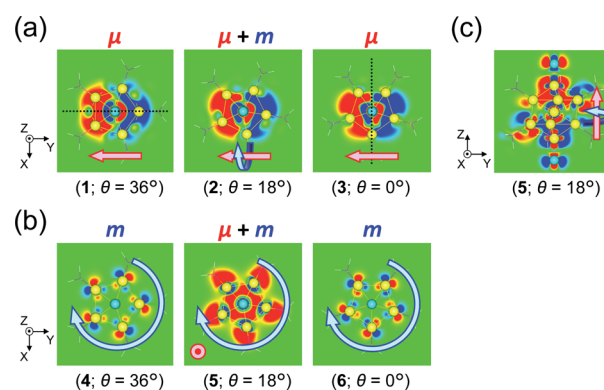 (a) μ μ + m μ (c)
Z Y X
(1; θ = 36°) (2; θ = 18°) (3; θ = 0°)
Z Y X
(5; θ = 18°)
(b) m μ + m m
Z Y X
(4; θ = 36°) (5; θ = 18°) (6; θ = 0°)